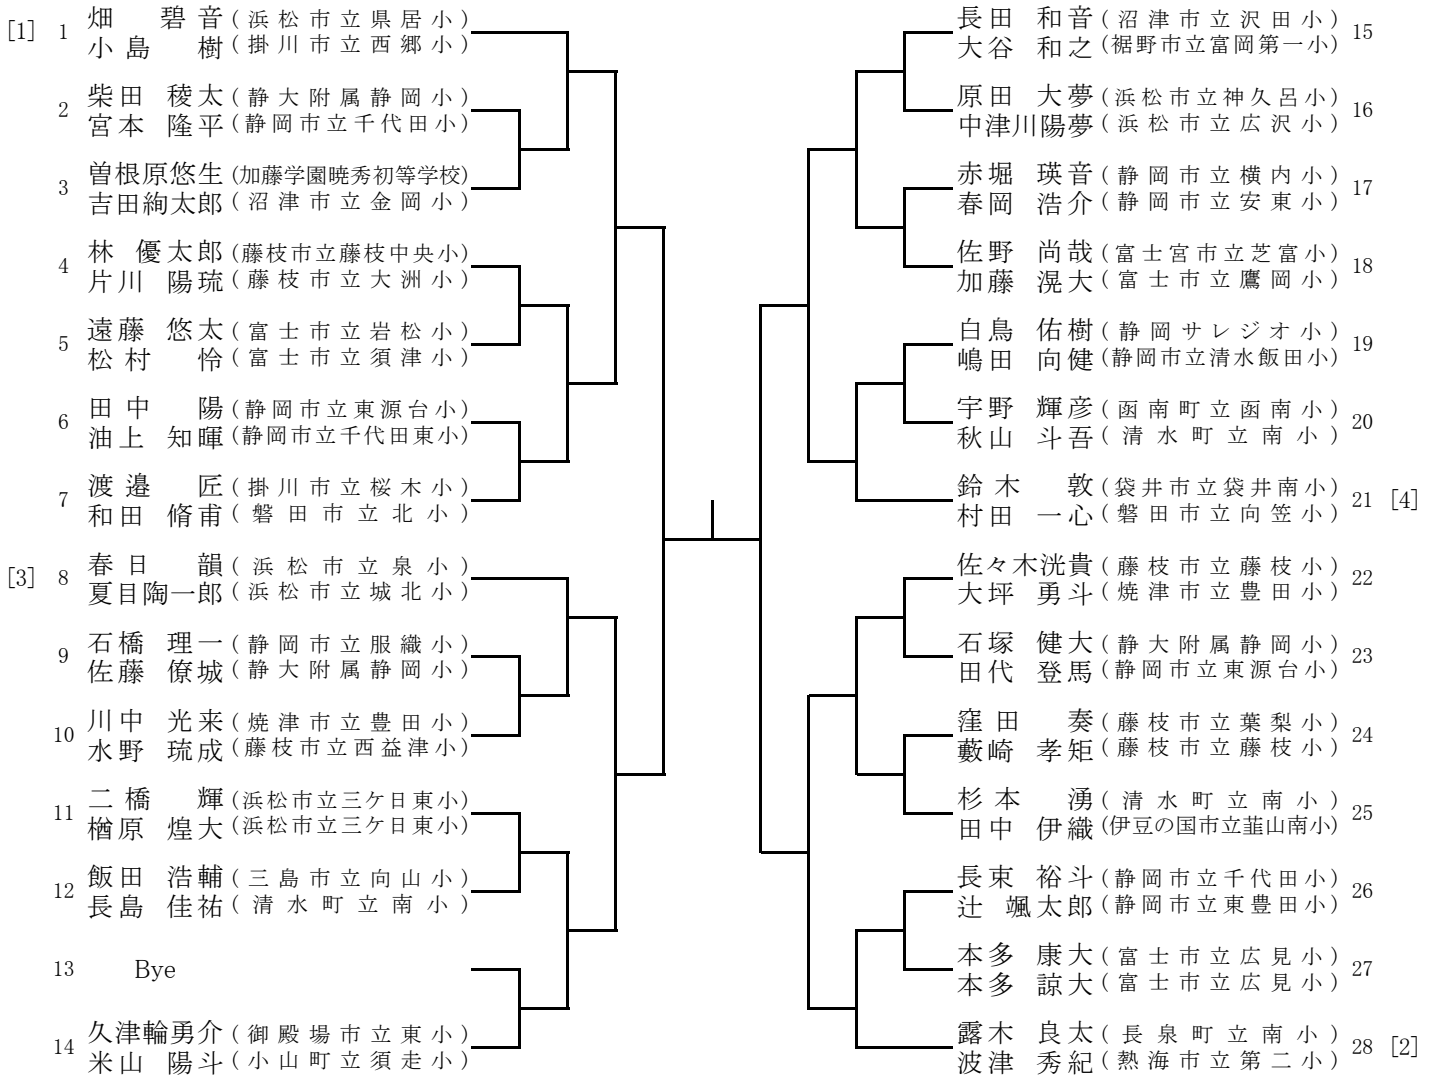 [1] 1 畑 碧音 (浜松市立県居小)
小島 樹 (掛川市立西郷小)
2 柴田 稜太 (静大附属静岡小)
宮本 隆平 (静岡市立千代田小)
3 曽根原悠生 (加藤学園暁秀初等学校)
吉田絢太郎 (沼津市立金岡小)
4 林 優太郎 (藤枝市立藤枝中央小)
片川 陽琉 (藤枝市立大洲小)
5 遠藤 悠太 (富士市立岩松小)
松村 怜 (富士市立須津小)
6 田中 陽 (静岡市立東源台小)
油上 知暉 (静岡市立千代田東小)
7 渡邉 匠 (掛川市立桜木小)
和田 脩甫 (磐田市立北小)
[3] 8 春日 韻 (浜松市立泉小)
夏目陶一郎 (浜松市立城北小)
9 石橋 理一 (静岡市立服織小)
佐藤 僚城 (静大附属静岡小)
10 川中 光来 (焼津市立豊田小)
水野 琉成 (藤枝市立西益津小)
11 二橋 輝 (浜松市立三ケ日東小)
楢原 煌大 (浜松市立三ケ日東小)
12 飯田 浩輔 (三島市立向山小)
長島 佳祐 (清水町立南小)
13 Bye
14 久津輪勇介 (御殿場市立東小)
米山 陽斗 (小山町立須走小)
長田 和音 (沼津市立沢田小) 15
大谷 和之 (裾野市立富岡第一小)
原田 大夢 (浜松市立神久呂小) 16
中津川陽夢 (浜松市立広沢小)
赤堀 瑛音 (静岡市立横内小) 17
春岡 浩介 (静岡市立安東小)
佐野 尚哉 (富士宮市立芝富小) 18
加藤 滉大 (富士市立鷹岡小)
白鳥 佑樹 (静岡サレジオ小) 19
嶋田 向健 (静岡市立清水飯田小)
宇野 輝彦 (函南町立函南小) 20
秋山 斗吾 (清水町立南小)
鈴木 敦 (袋井市立袋井南小) 21 [4]
村田 一心 (磐田市立向笠小)
佐々木洸貴 (藤枝市立藤枝小) 22
大坪 勇斗 (焼津市立豊田小)
石塚 健大 (静大附属静岡小) 23
田代 登馬 (静岡市立東源台小)
窪田 奏 (藤枝市立葉梨小) 24
藪崎 孝矩 (藤枝市立藤枝小)
杉本 湧 (清水町立南小) 25
田中 伊織 (伊豆の国市立韮山南小)
長束 裕斗 (静岡市立千代田小) 26
辻 颯太郎 (静岡市立東豊田小)
本多 康大 (富士市立広見小) 27
本多 諒大 (富士市立広見小)
露木 良太 (長泉町立南小) 28 [2]
波津 秀紀 (熱海市立第二小)